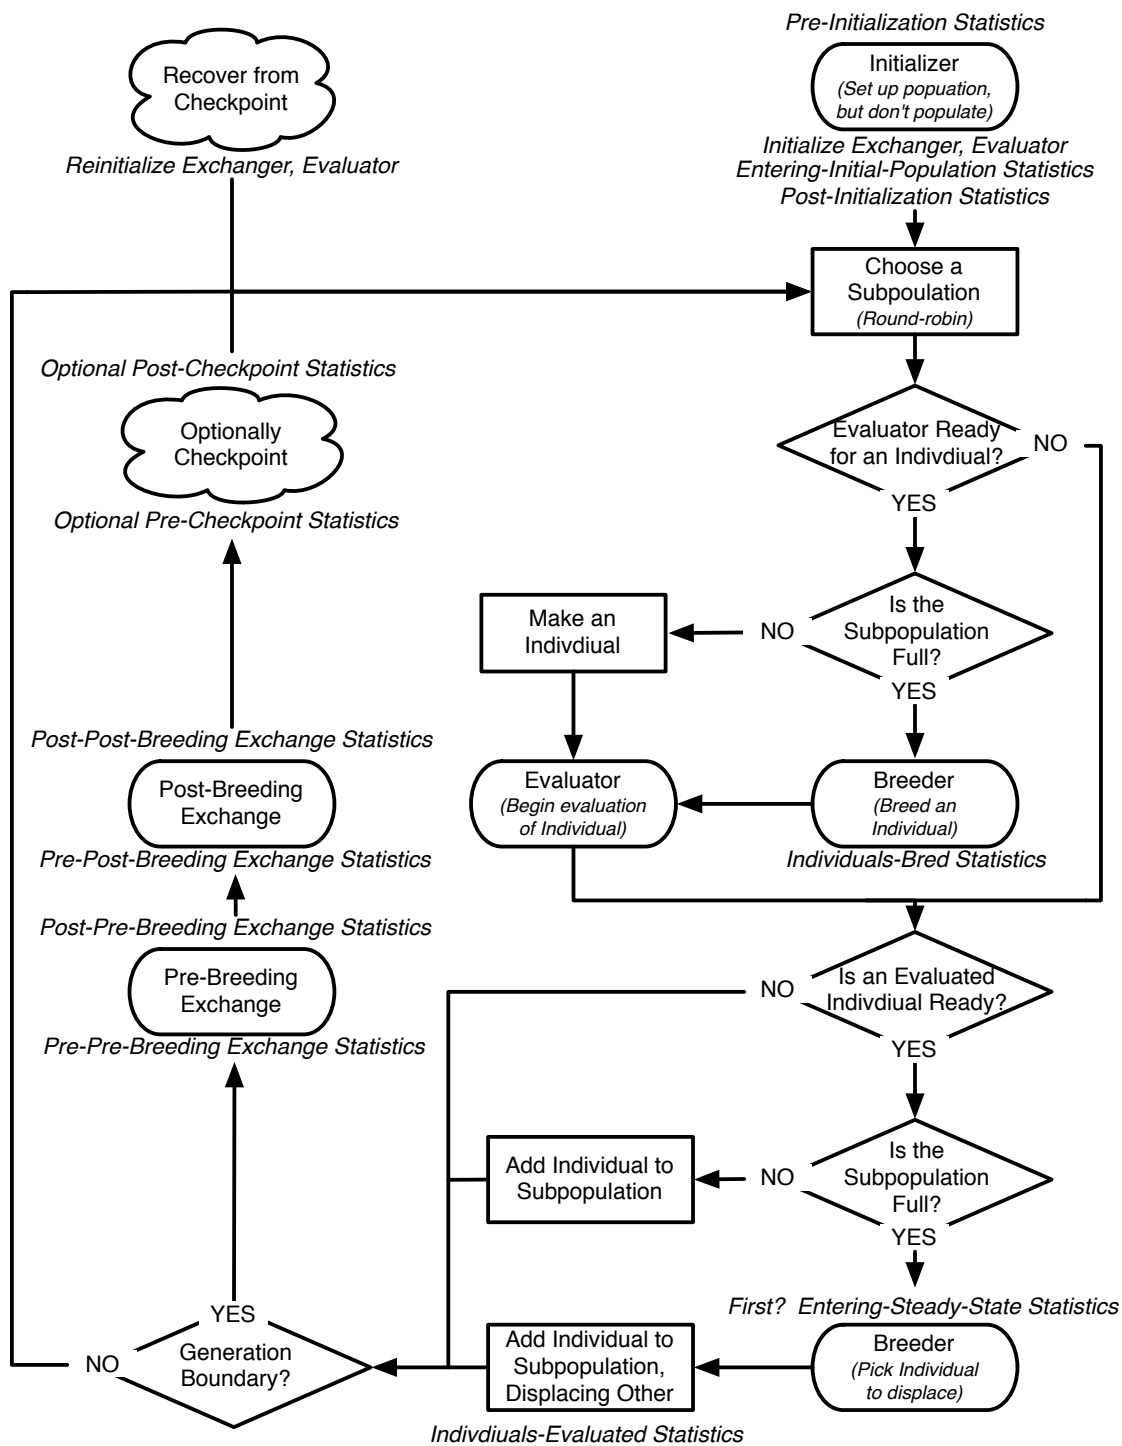 Pre-Initialization Statistics
Recover from
Checkpoint
Initializer
(Set up popuation,
but don't populate)
Reinitialize Exchanger, Evaluator
Initialize Exchanger, Evaluator
Entering-Initial-Population Statistics
Post-Initialization Statistics
Choose a
Subpoulation
(Round-robin)
Optional Post-Checkpoint Statistics
Optionally
Checkpoint
Optional Pre-Checkpoint Statistics
Evaluator Ready
for an Indivdiual?
NO
YES
Is the
Subpopulation
Full?
NO
YES
Make an
Indivdiual
Evaluator
(Begin evaluation
of Individual)
Breeder
(Breed an
Individual)
Individuals-Bred Statistics
Post-Post-Breeding Exchange Statistics
Post-Breeding
Exchange
Pre-Post-Breeding Exchange Statistics
Post-Pre-Breeding Exchange Statistics
Pre-Breeding
Exchange
Pre-Pre-Breeding Exchange Statistics
Is an Evaluated
Indivdiual Ready?
NO
YES
Is the
Subpopulation
Full?
NO
YES
Add Individual to
Subpopulation
First? Entering-Steady-State Statistics
Breeder
(Pick Individual
to displace)
Add Individual to
Subpopulation,
Displacing Other
Indivdiuals-Evaluated Statistics
YES
Generation
Boundary?
NO